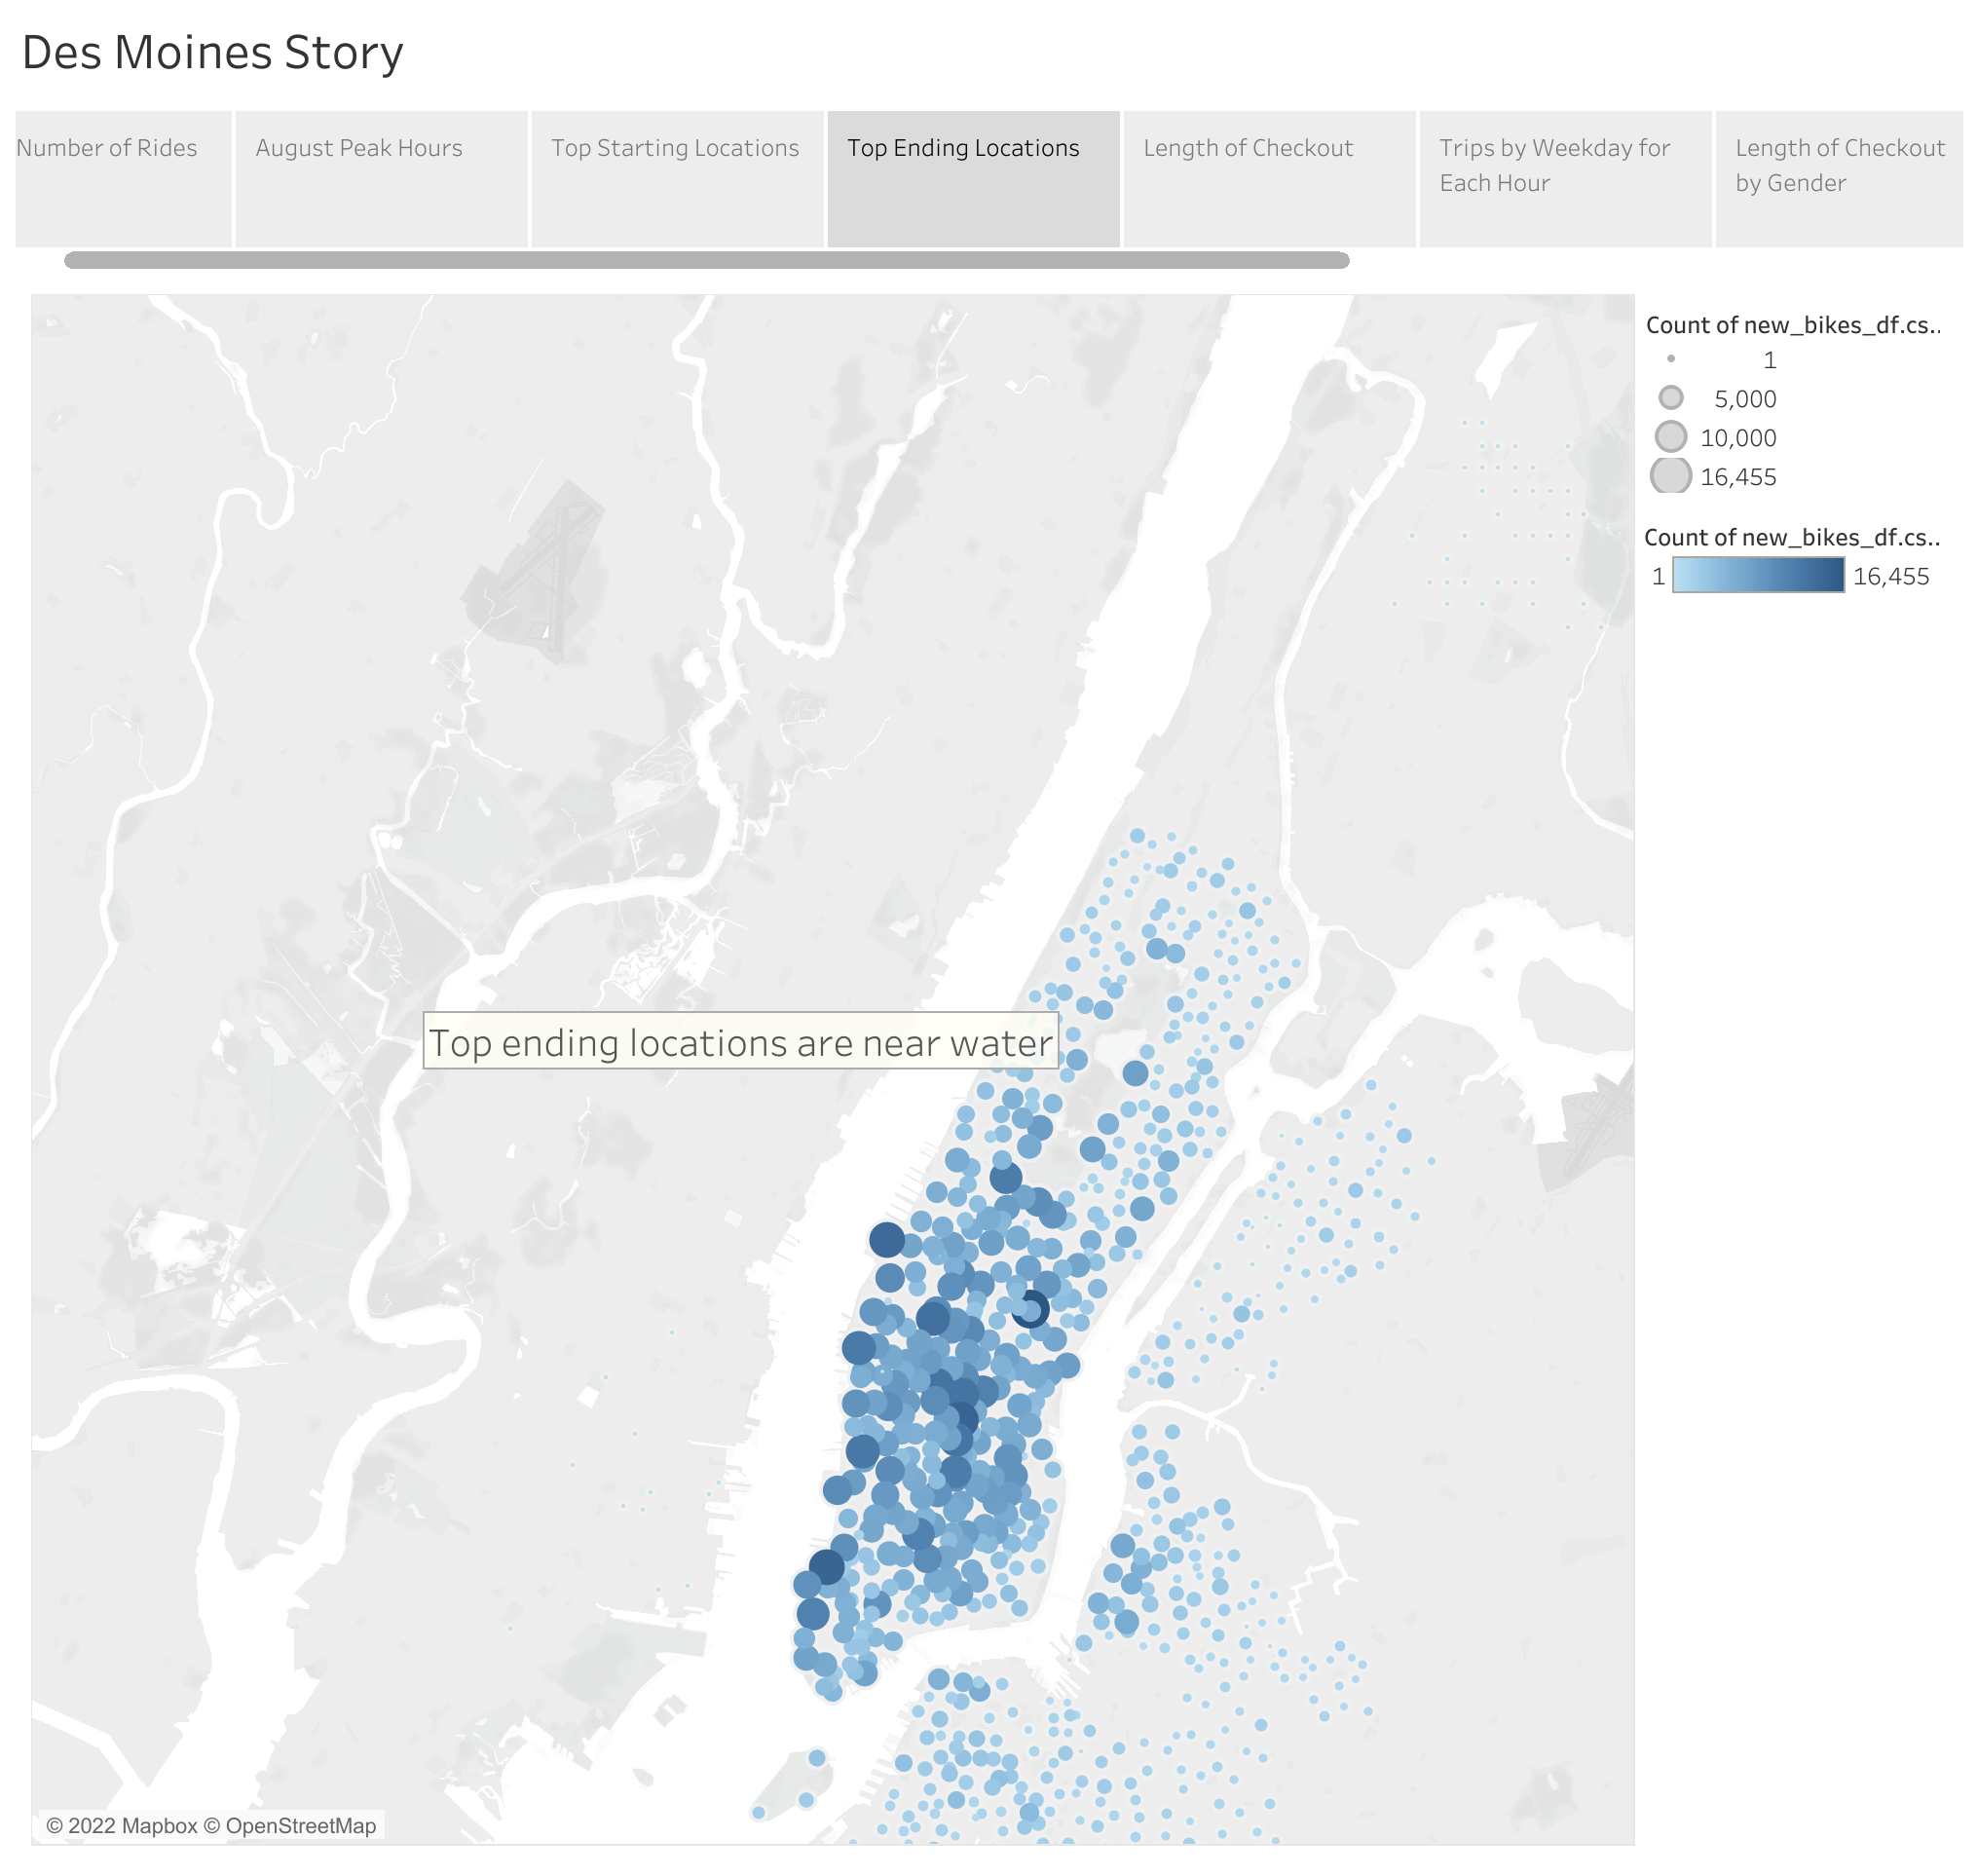 Des Moines Story
Number of Rides
August Peak Hours
Top Starting Locations
Top Ending Locations
Length of Checkout
Trips by Weekday for
Each Hour
Length of Checkout
by Gender
Count of new_bikes_df.cs..
1
5,000
10,000
16,455
Count of new_bikes_df.cs..
1 16,455
Top ending locations are near water
© 2022 Mapbox © OpenStreetMap